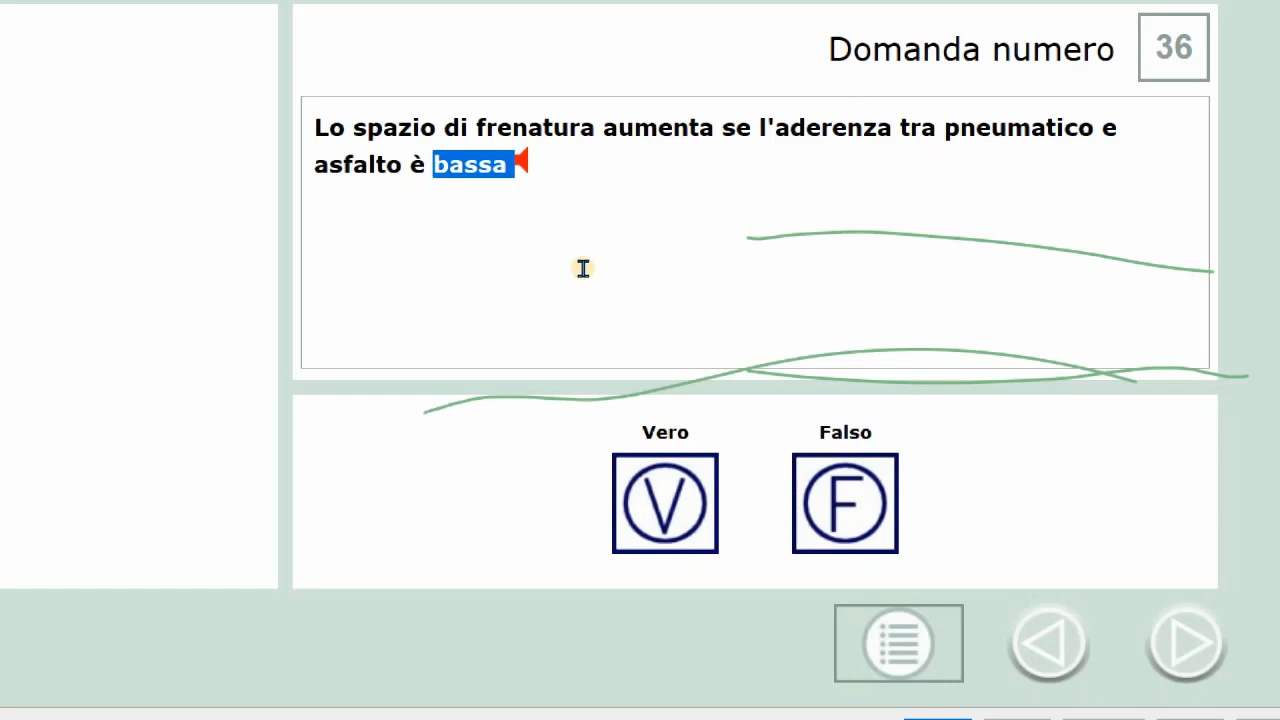 Domanda numero 36
Lo spazio di frenatura aumenta se l'aderenza tra pneumatico e
asfalto è bassa
Vero Falso
V F